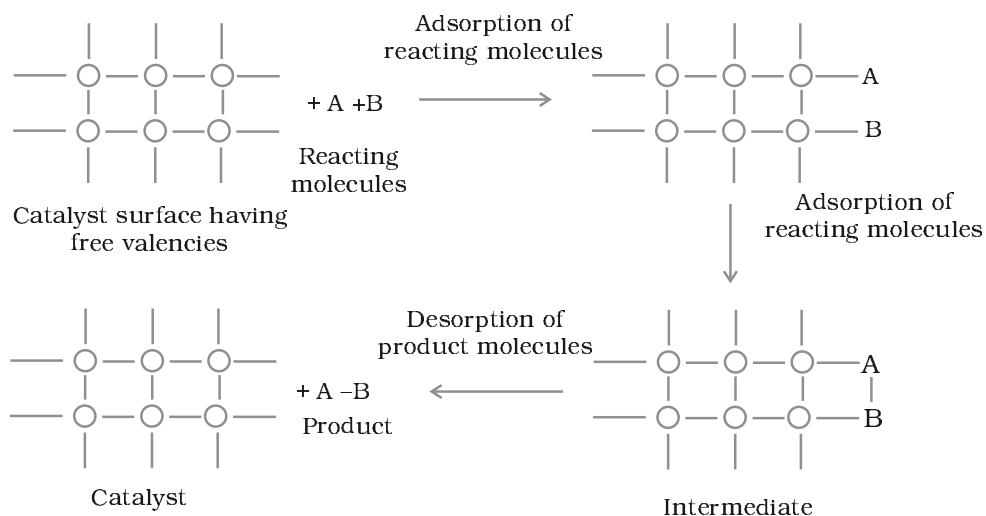 Adsorption of
reacting molecules
+ A +B
Reacting
molecules
Catalyst surface having
free valencies
A
B
Adsorption of
reacting molecules
Desorption of
product molecules
+ A –B
Product
Catalyst
A
B
Intermediate